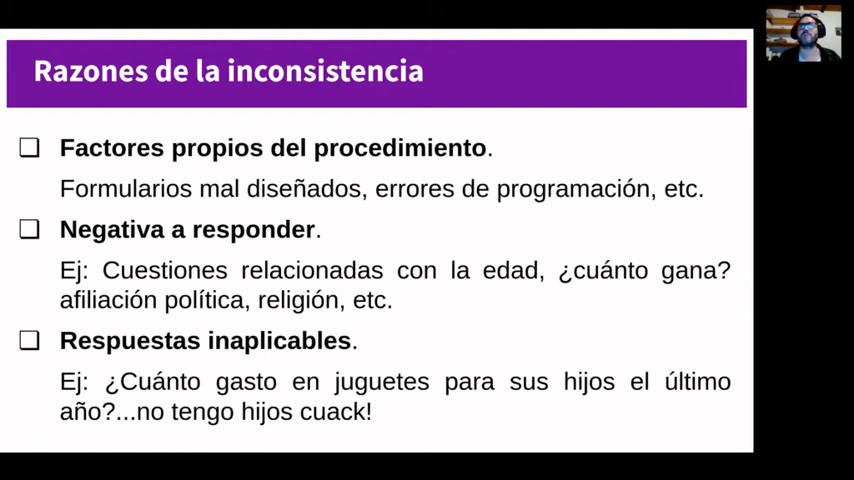 Razones de la inconsistencia
Factores propios del procedimiento.
Formularios mal diseñados, errores de programación, etc.
Negativa a responder.
Ej: Cuestiones relacionadas con la edad, ¿cuánto gana?
afiliación política, religión, etc.
Respuestas inaplicables.
Ej: ¿Cuánto gasto en juguetes para sus hijos el último
año?...no tengo hijos cuack!